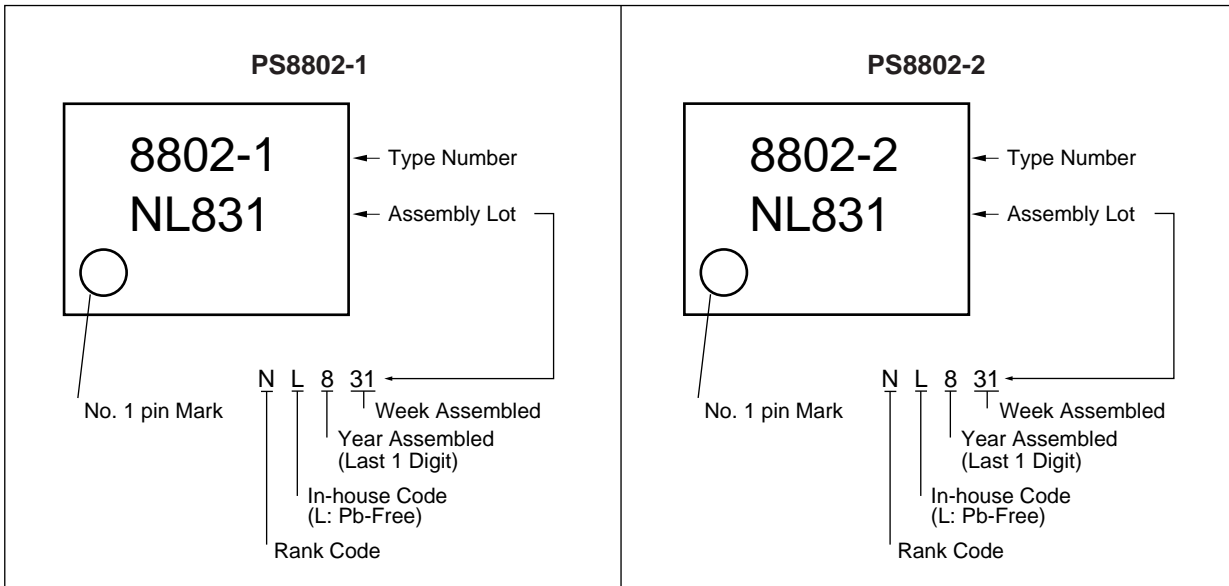 PS8802-1
8802-1
NL831
Type Number
Assembly Lot
No. 1 pin Mark
N L 8 31
Week Assembled
Year Assembled
(Last 1 Digit)
In-house Code
(L: Pb-Free)
Rank Code
PS8802-2
8802-2
NL831
Type Number
Assembly Lot
No. 1 pin Mark
N L 8 31
Week Assembled
Year Assembled
(Last 1 Digit)
In-house Code
(L: Pb-Free)
Rank Code